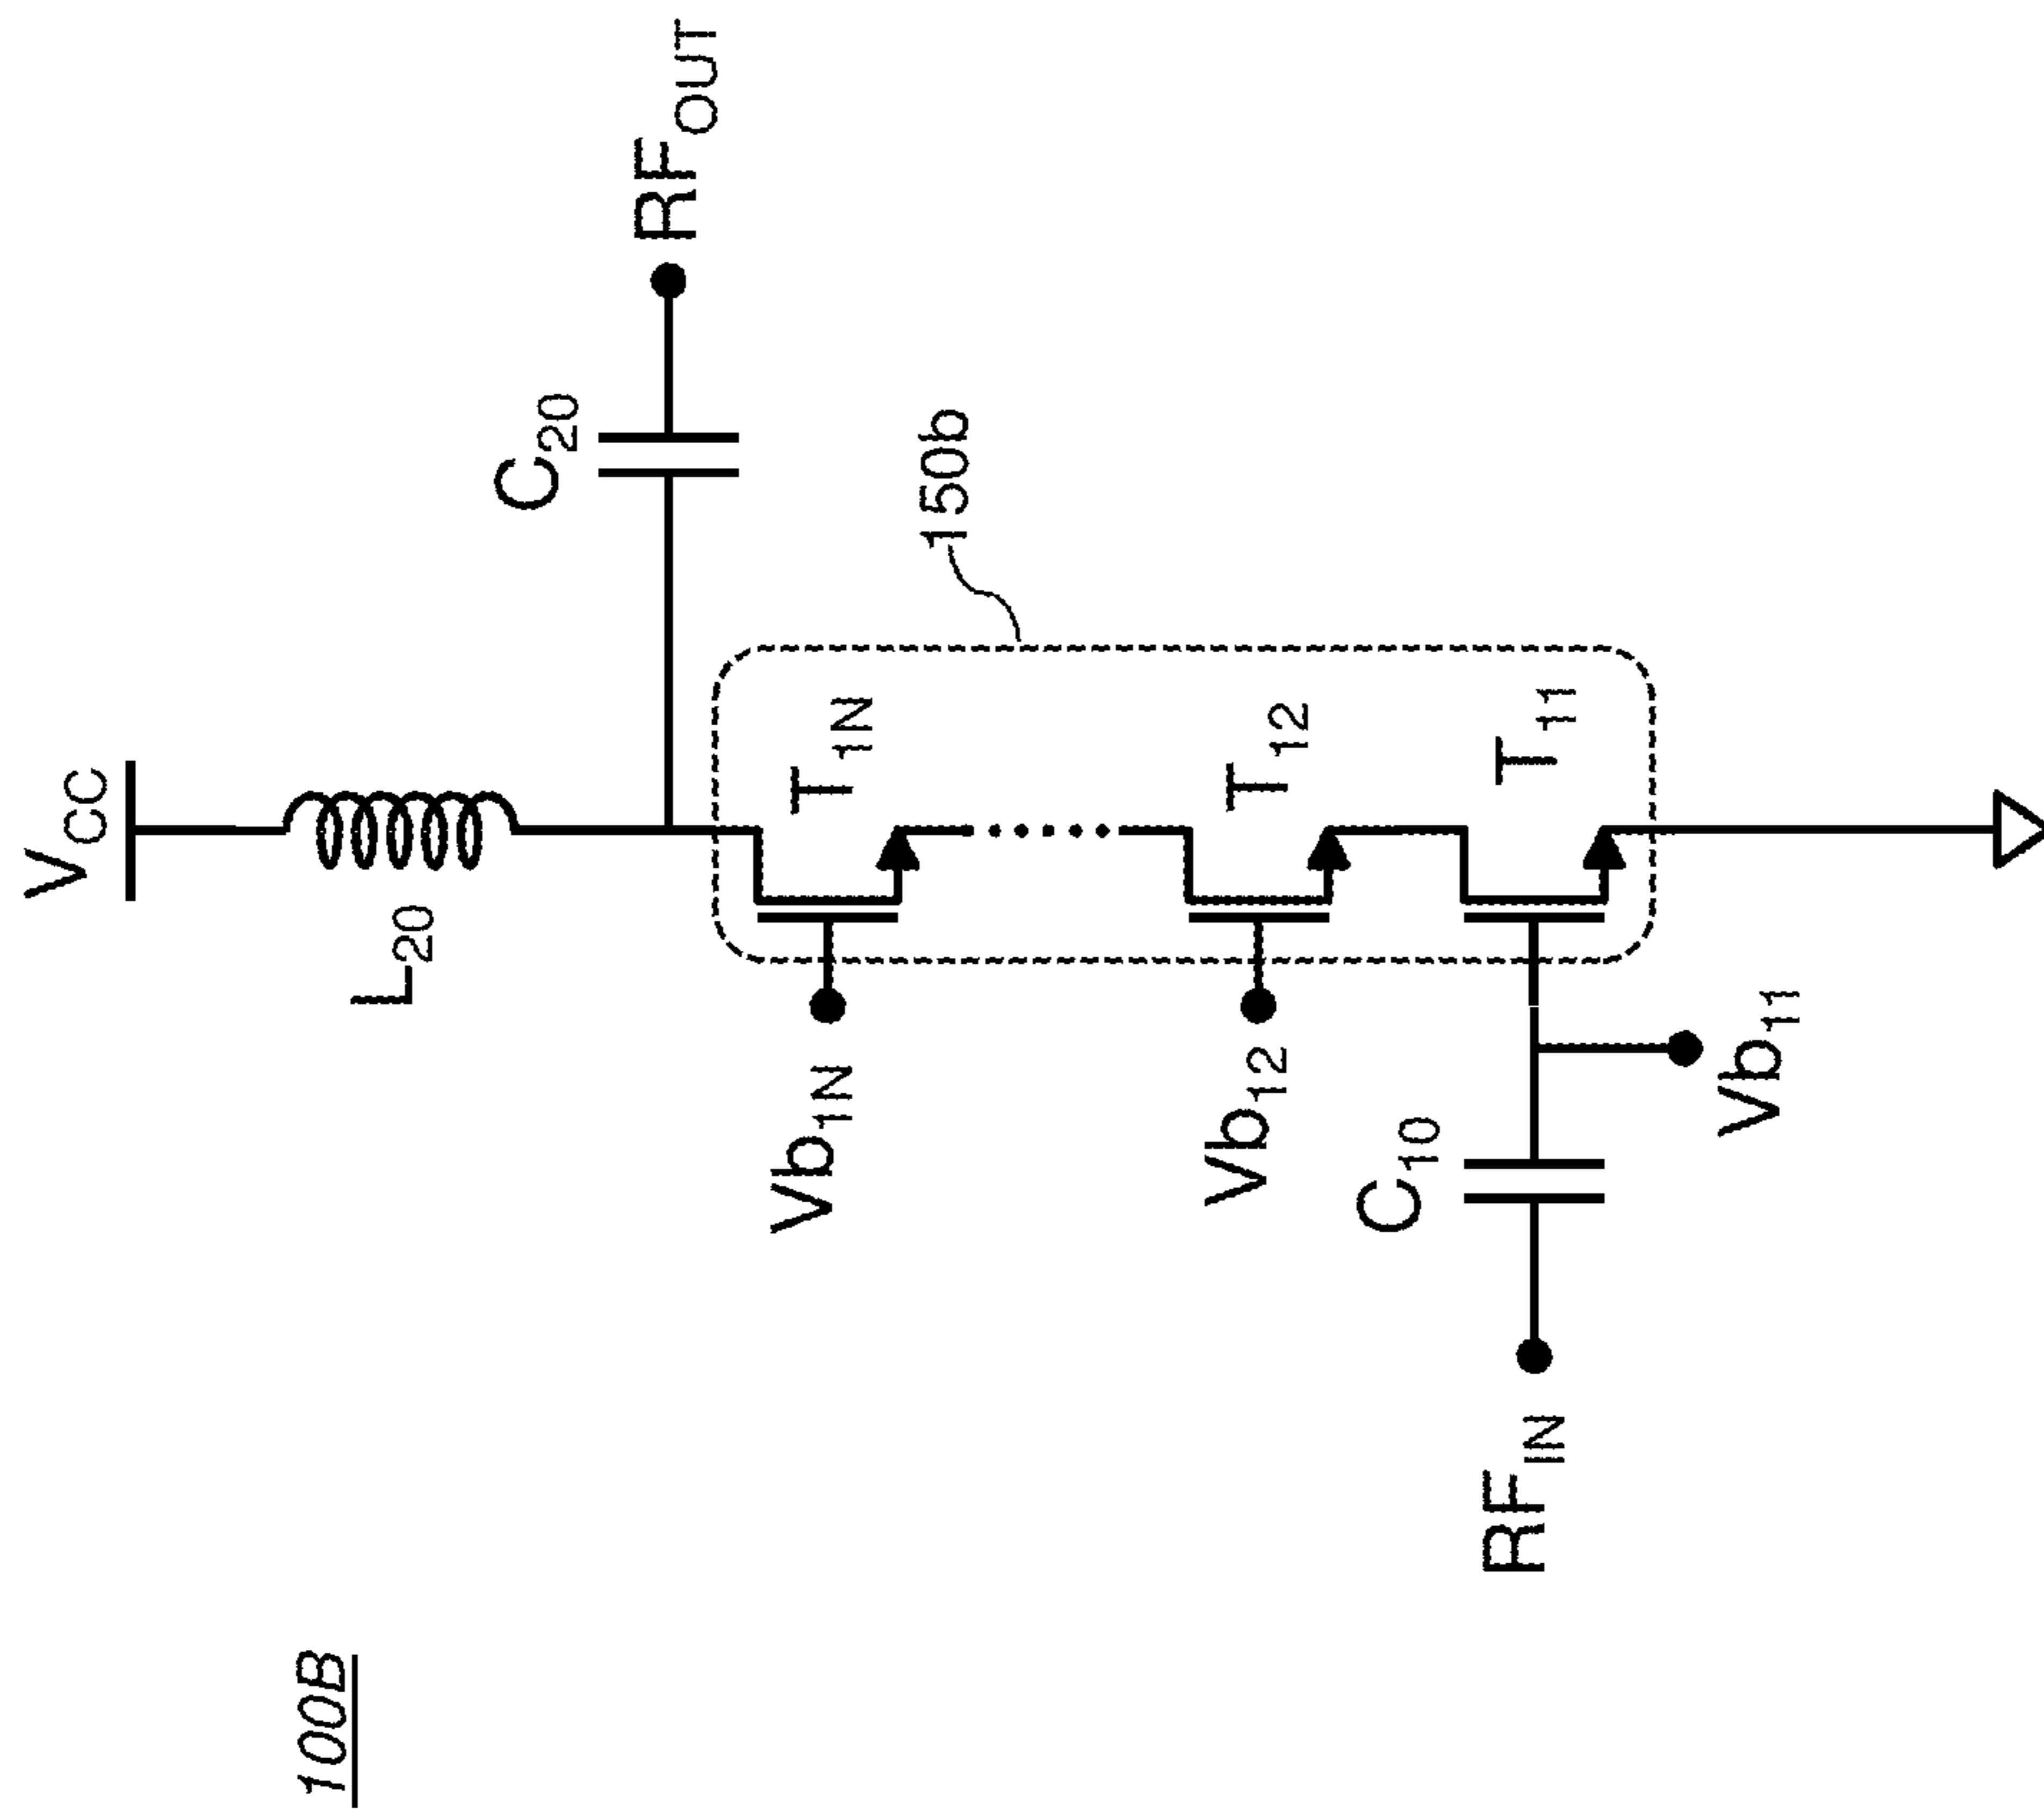 100B
V_CC
L_20
C_20
RF_OUT
150b
T_1N
Vb_1N
T_12
Vb_12
T_11
C_10
Vb_11
RF_IN